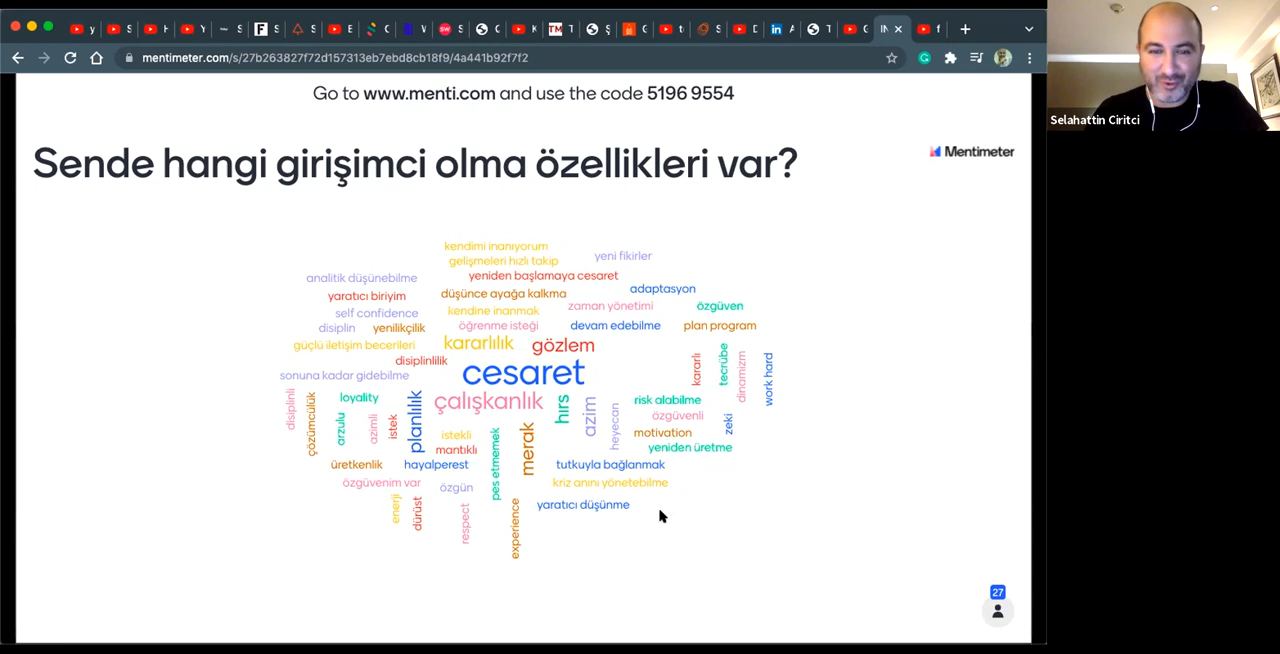 y
mentimeter.com/s/27b263827f72d157313eb7ebd8cb18f9/4a441b92f7f2
Go to www.menti.com and use the code 5196 9554
Sende hangi girişimci olma özellikleri var?
Mentimeter
kendimi inanıyorum
yeni fikirler
gelişmeleri hızlı takip
analitik düşünebilme
yeniden başlamaya cesaret
yaratıcı biriyim
düşünce ayağa kalkma
adaptasyon
self confidence
kendine inanmak
zaman yönetimi
özgüven
disiplin
yenilikçilik
öğrenme isteği
devam edebilme
plan program
güçlü iletişim becerileri
kararlılık
gözlem
disiplinlilik
sonuna kadar gidebilme
cesaret
kararlı
tecrübe
dinamizm
work hard
disiplinli
çözümcülük
loyality
arzulu
azimli
istek
planlılık
çalışkanlık
hırs
azim
heyecan
risk alabilme
özgüvenli
zeki
motivation
yeniden üretme
istekli
mantıklı
pes etmemek
merak
üretkenlik
hayalperest
tutkuyla bağlanmak
özgüvenim var
özgün
kriz anını yönetebilme
enerji
dürüst
respect
experience
yaratıcı düşünme
27
Selahattin Ciritci